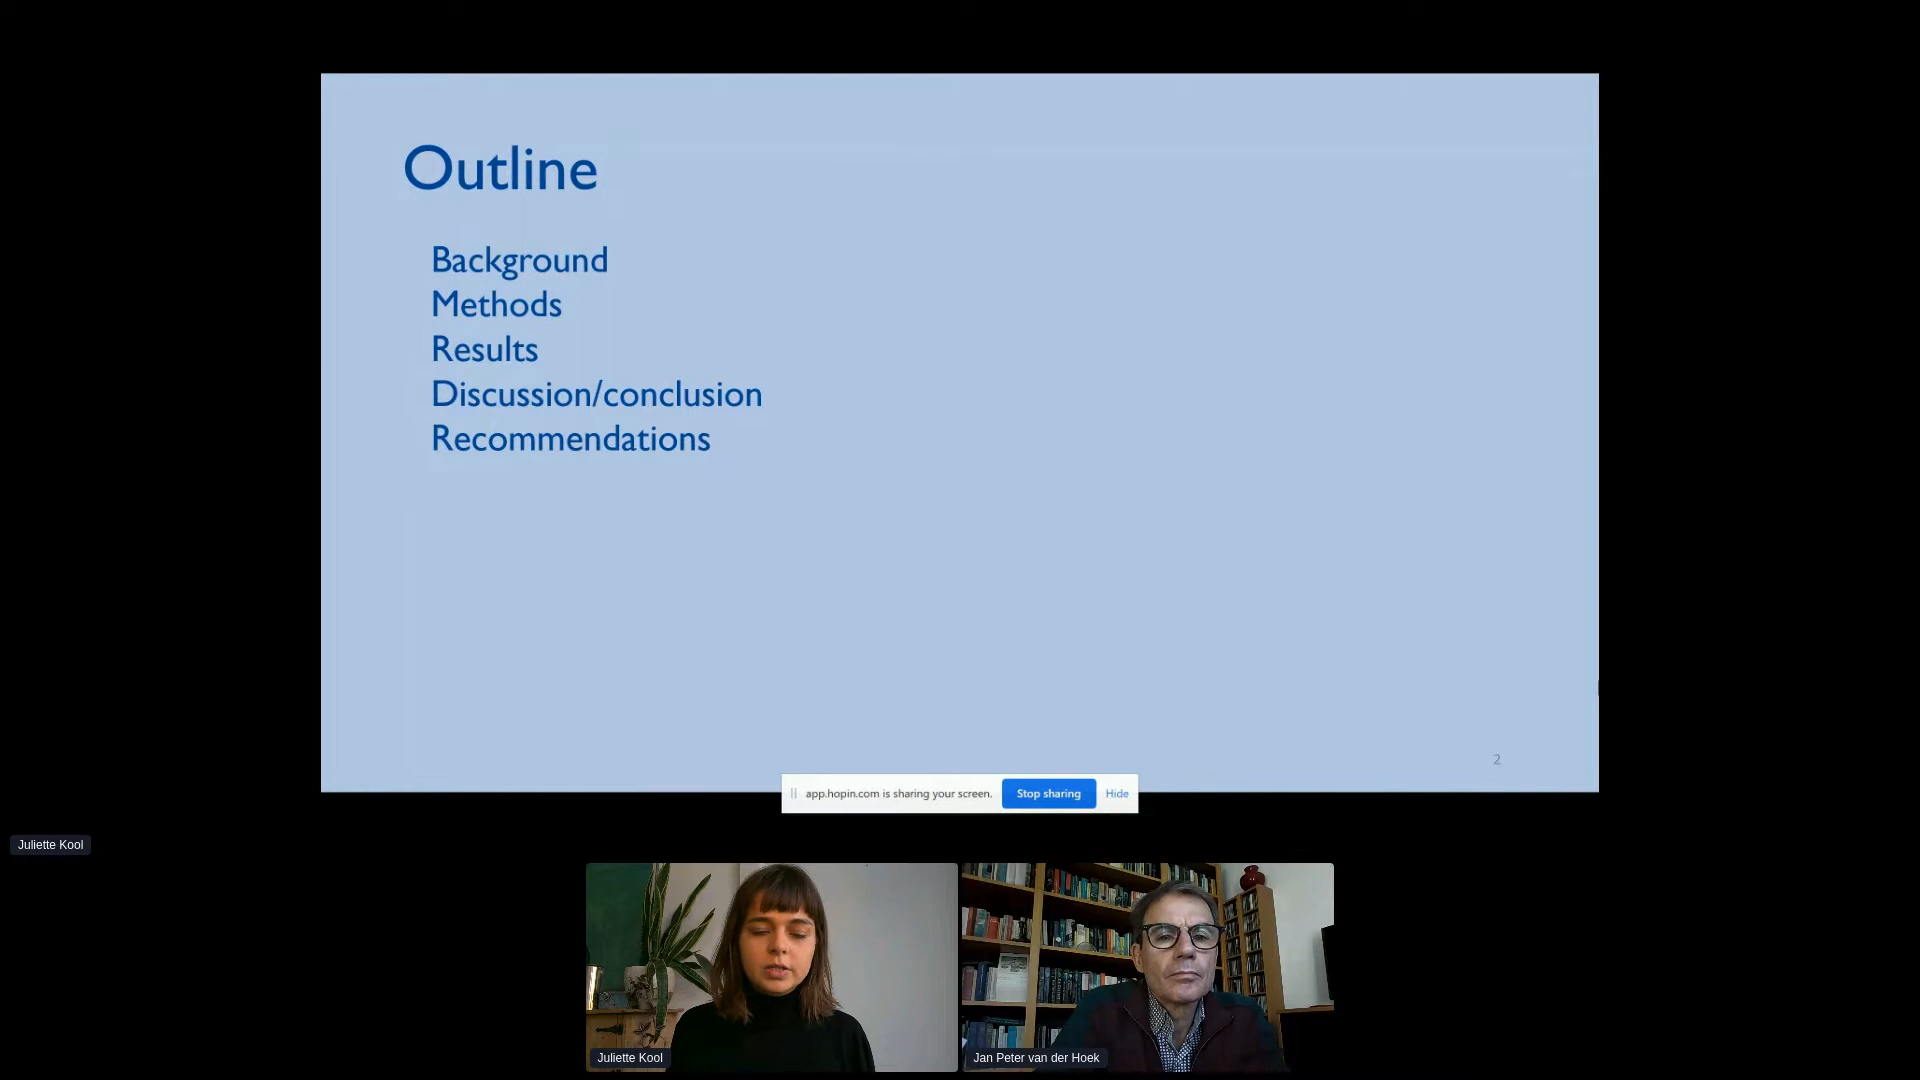 Outline
Background
Methods
Results
Discussion/conclusion
Recommendations
2
app.hopin.com is sharing your screen. Stop sharing Hide
Juliette Kool
Juliette Kool
Jan Peter van der Hoek